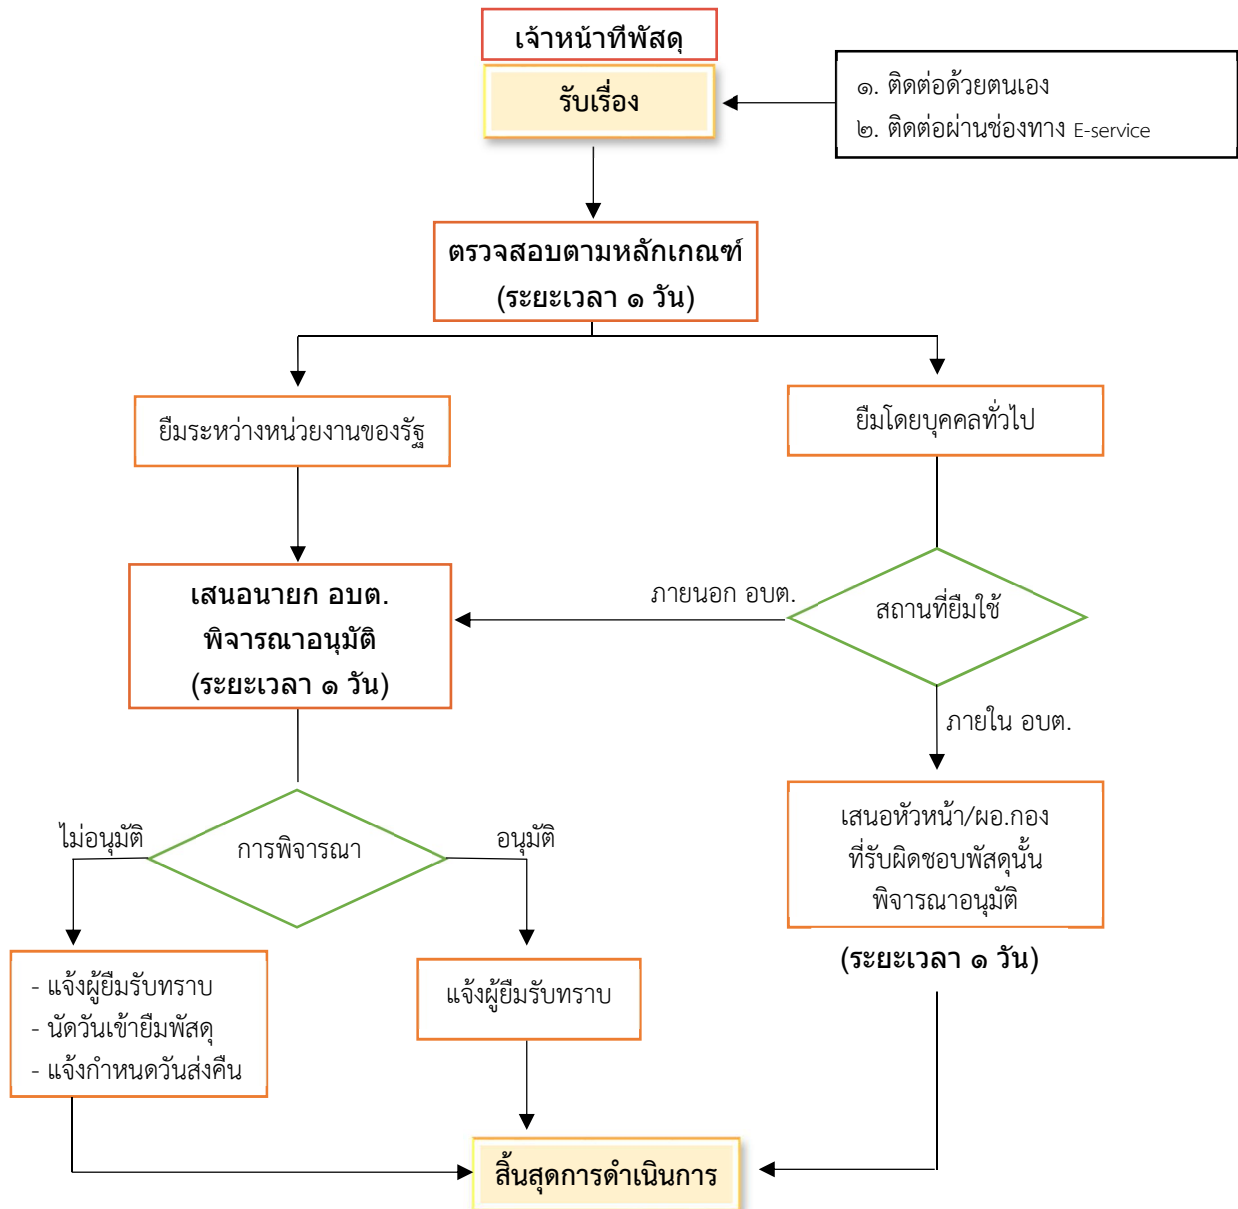 เจ้าหน้าที่พัสดุ
รับเรื่อง
๑. ติดต่อด้วยตนเอง
๒. ติดต่อผ่านช่องทาง E-service
ตรวจสอบตามหลักเกณฑ์
(ระยะเวลา ๑ วัน)
ยืมระหว่างหน่วยงานของรัฐ
ยืมโดยบุคคลทั่วไป
เสนอนายก อบต.
พิจารณาอนุมัติ
(ระยะเวลา ๑ วัน)
ภายนอก อบต.
สถานที่ยืมใช้
ภายใน อบต.
ไม่อนุมัติ
การพิจารณา
อนุมัติ
เสนอหัวหน้า/ผอ.กอง
ที่รับผิดชอบพัสดุนั้น
พิจารณาอนุมัติ
(ระยะเวลา ๑ วัน)
- แจ้งผู้ยืมรับทราบ
- นัดวันเข้ายืมพัสดุ
- แจ้งกำหนดวันส่งคืน
แจ้งผู้ยืมรับทราบ
สิ้นสุดการดำเนินการ